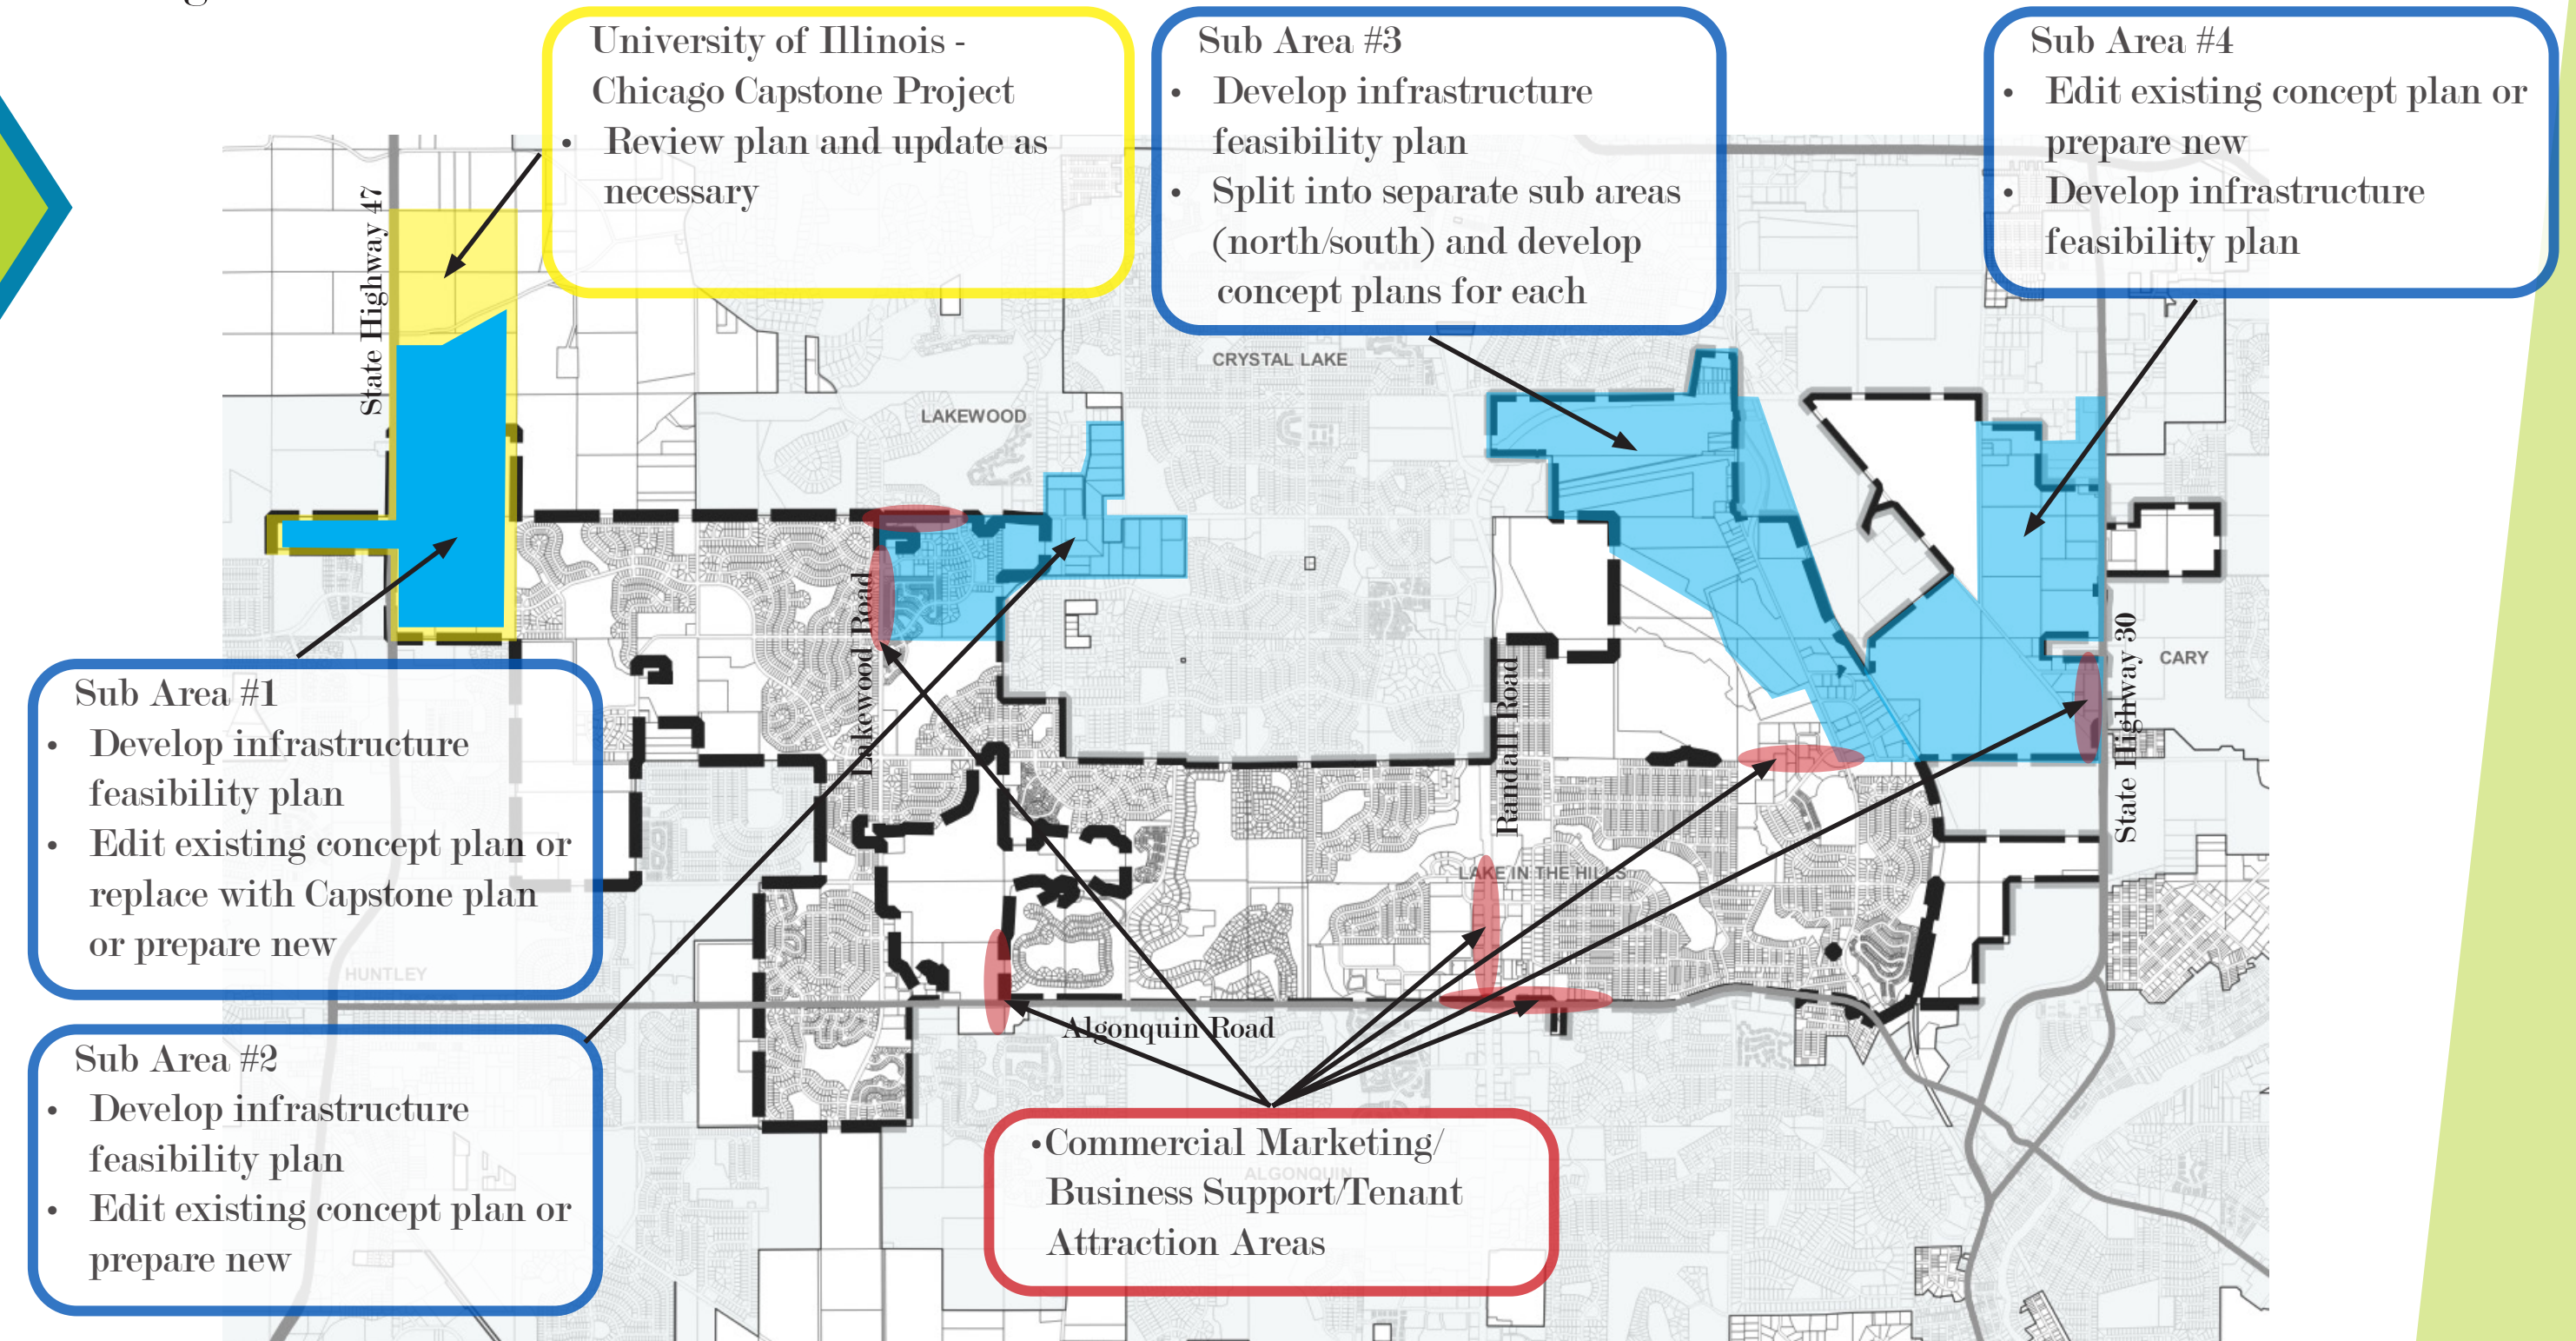 University of Illinois -
Chicago Capstone Project
• Review plan and update as
necessary
Sub Area #3
• Develop infrastructure
feasibility plan
• Split into separate sub areas
(north/south) and develop
concept plans for each
Sub Area #4
• Edit existing concept plan or
prepare new
• Develop infrastructure
feasibility plan
State Highway 47
CRYSTAL LAKE
LAKEWOOD
Lakewood Road
Randall Road
State Highway 30
CARY
Sub Area #1
• Develop infrastructure
feasibility plan
• Edit existing concept plan or
replace with Capstone plan
or prepare new
LAKE IN THE HILLS
HUNTLEY
Algonquin Road
Sub Area #2
• Develop infrastructure
feasibility plan
• Edit existing concept plan or
prepare new
•Commercial Marketing/
Business Support/Tenant
Attraction Areas
ALGONQUIN